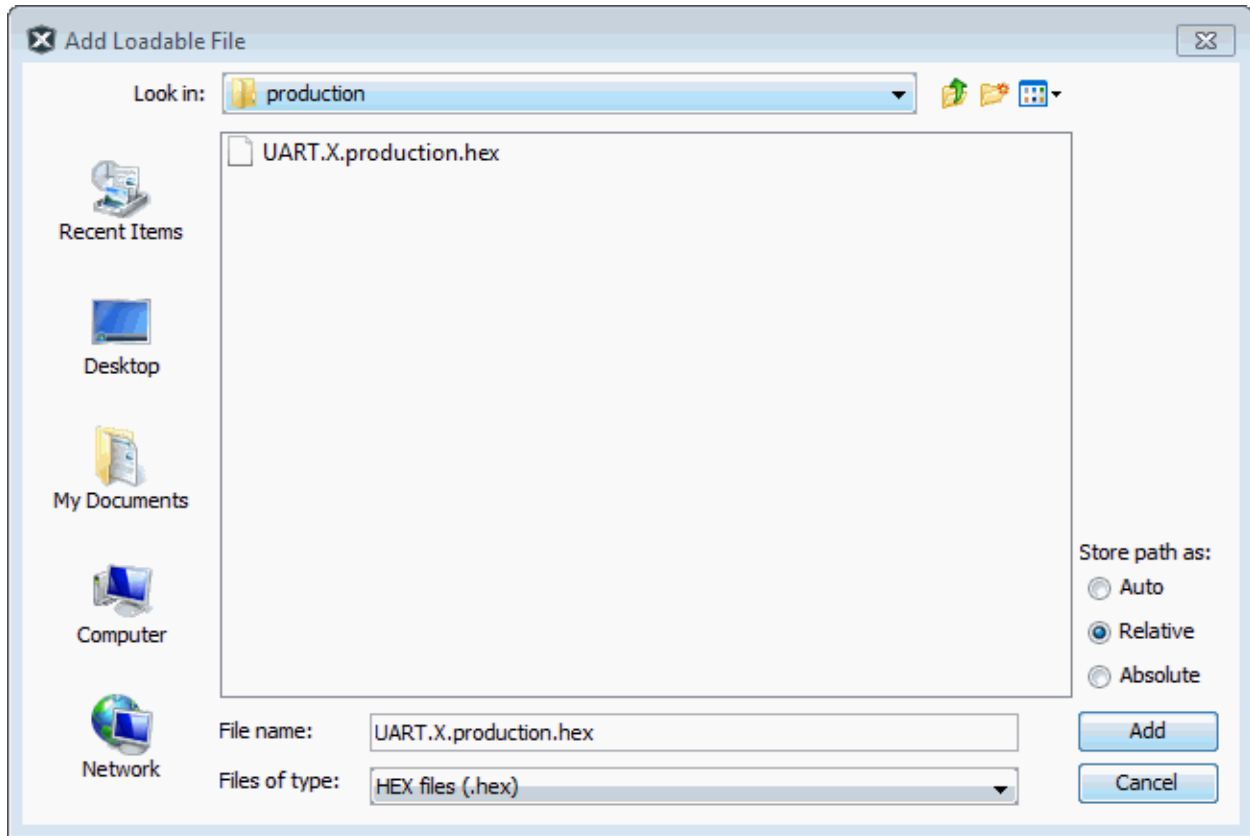 Add Loadable File
Look in: production
UART.X.production.hex
Recent Items
Desktop
My Documents
Computer
Network
Store path as:
Auto
Relative
Absolute
File name: UART.X.production.hex
Add
Files of type: HEX files (.hex)
Cancel